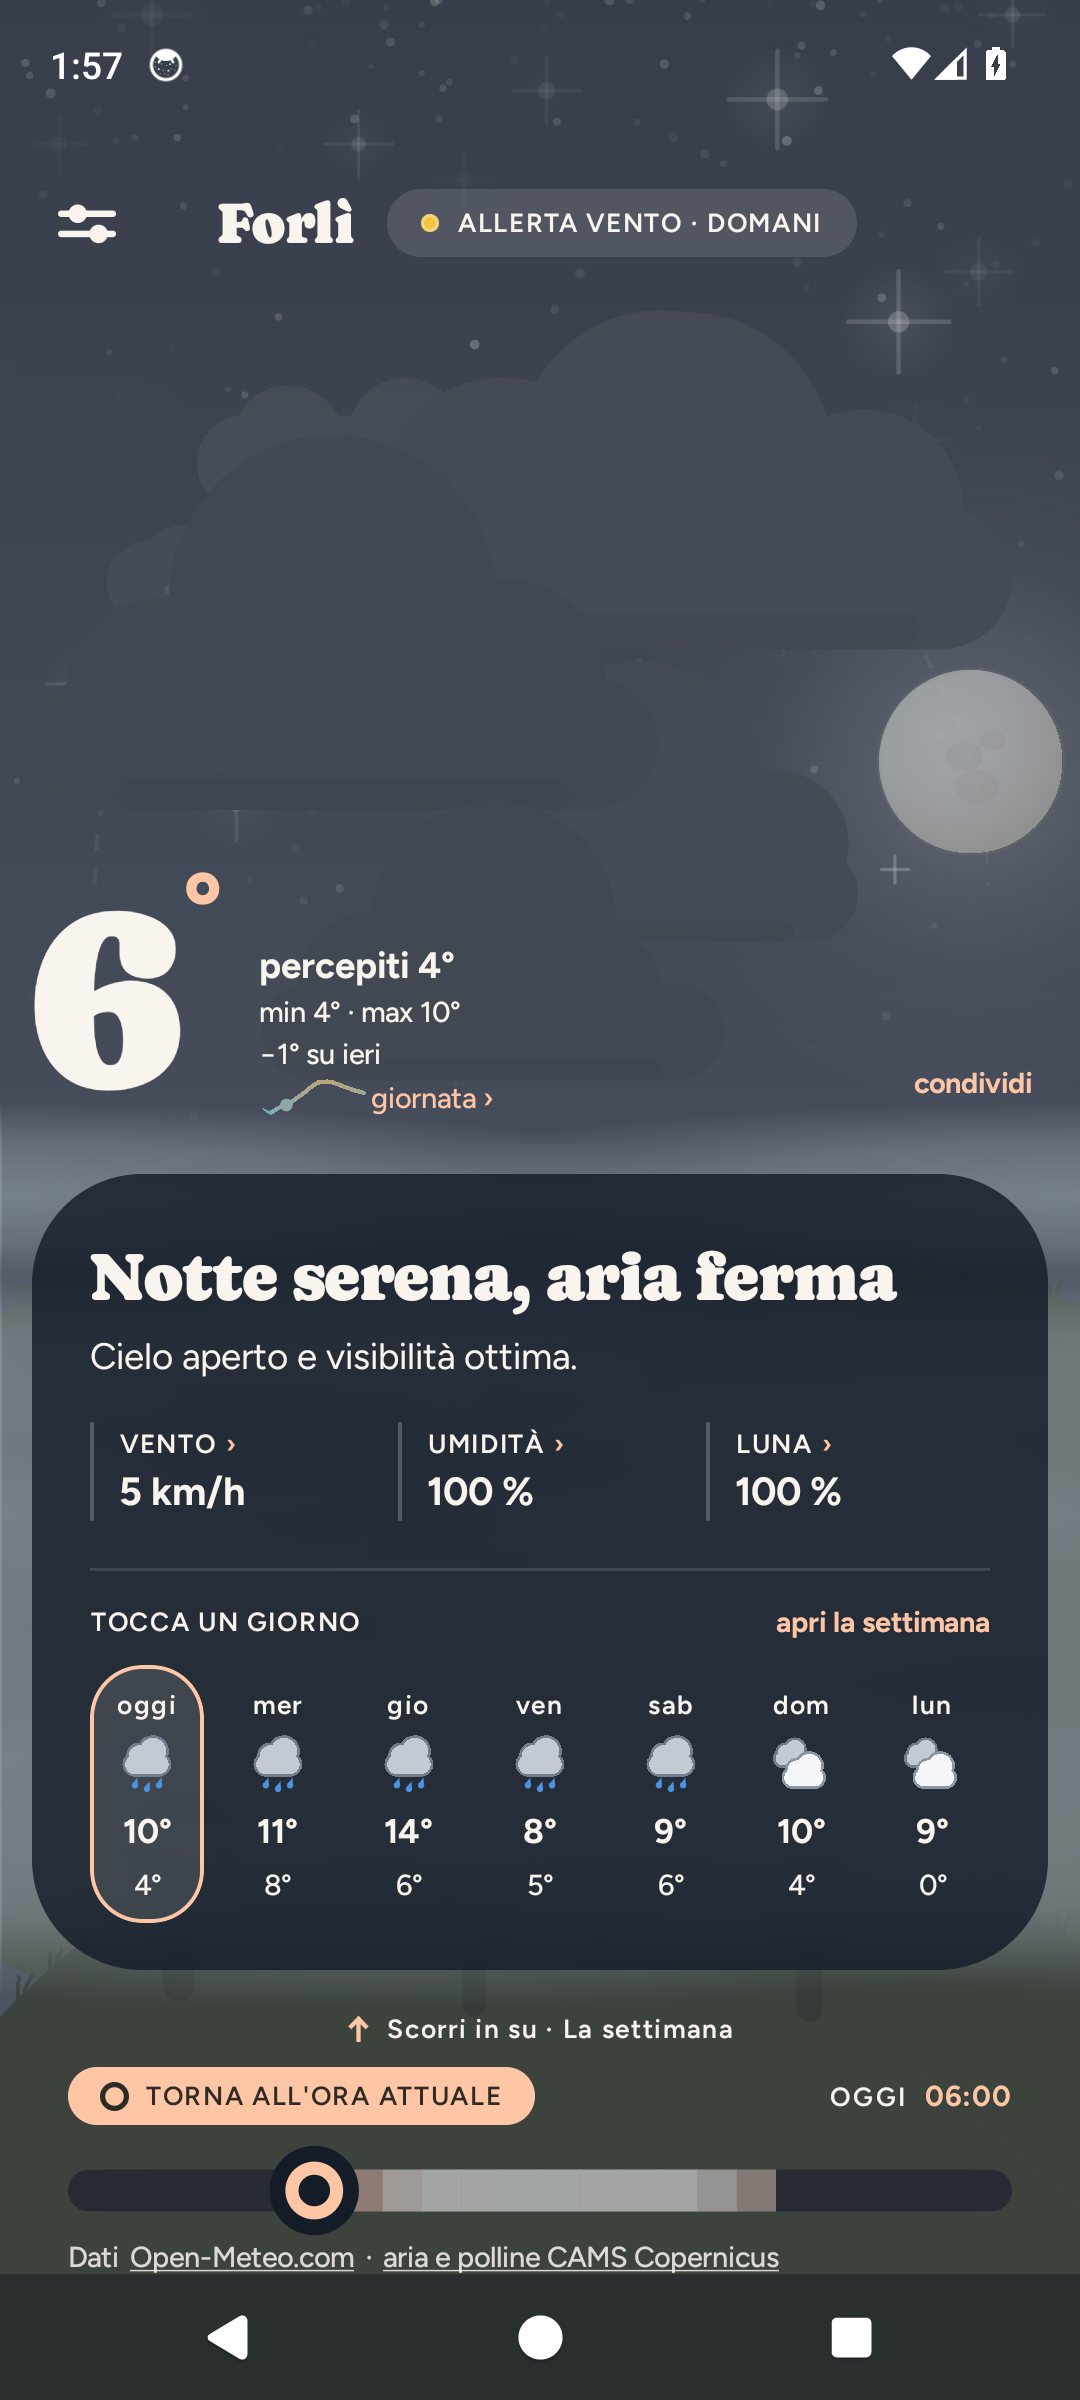 1:57
Forlì
ALLERTA VENTO · DOMANI
6°
percepiti 4°
min 4° · max 10°
−1° su ieri
giornata ›
condividi
Notte serena, aria ferma
Cielo aperto e visibilità ottima.
VENTO › UMIDITÀ › LUNA ›
5 km/h 100 % 100 %
TOCCA UN GIORNO
apri la settimana
oggi mer gio ven sab dom lun
10° 11° 14° 8° 9° 10° 9°
4° 8° 6° 5° 6° 4° 0°
↑ Scorri in su · La settimana
TORNA ALL'ORA ATTUALE
OGGI 06:00
Dati Open-Meteo.com · aria e polline CAMS Copernicus